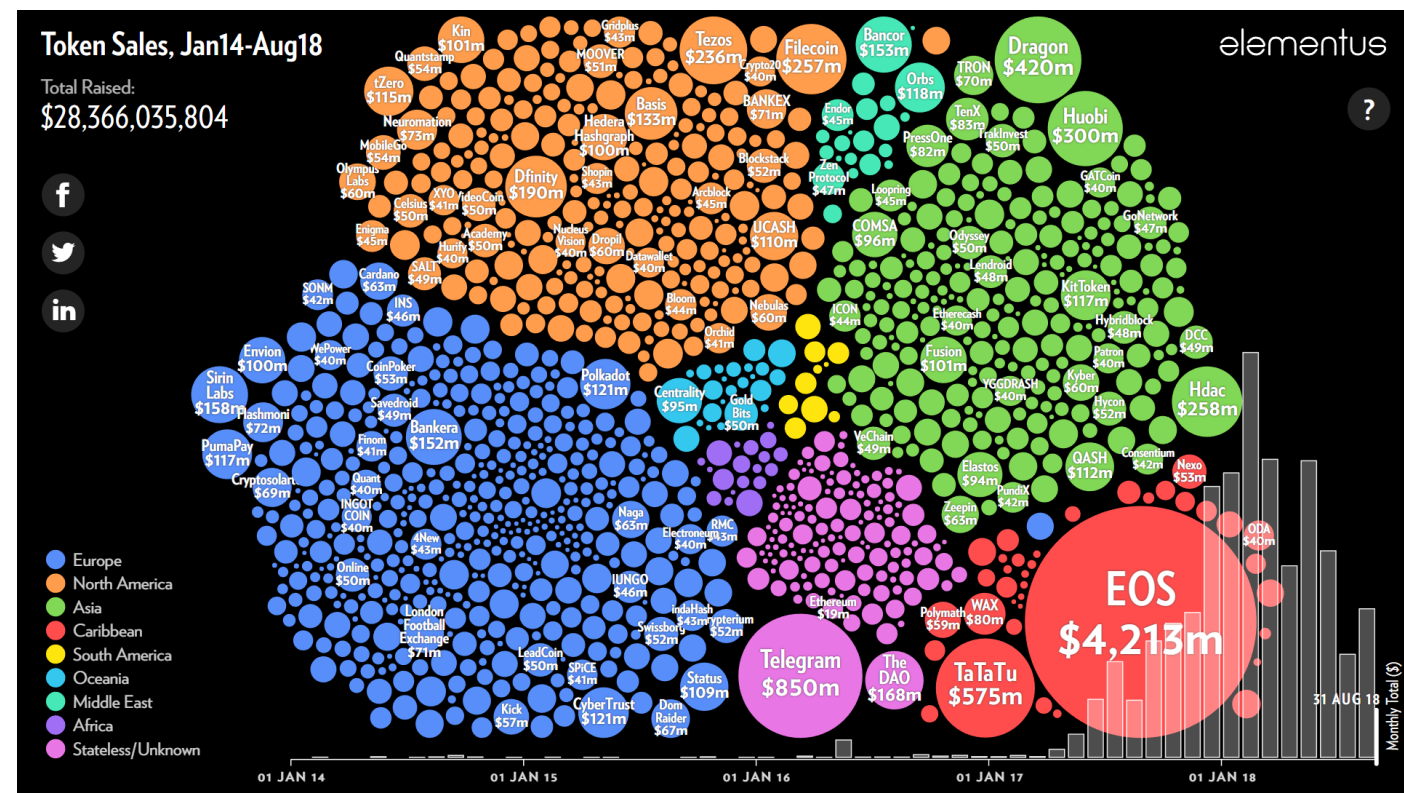 Token Sales, Jan14-Aug18
Total Raised:
$28,366,035,804
elementus
?
Kin
$101m
Gridplus
$43m
Quantstamp
$54m
MOOVER
$51m
Tezos
$236m
Crypto20
$40m
Filecoin
$257m
tZero
$115m
Basis
$133m
BANKEX
$71m
Neuromation
$73m
Hedera
Hashgraph
$100m
MobileGo
$54m
Blockstack
$52m
Olympus
Labs
$60m
Dfinity
$190m
Shopin
$43m
XYO
$41m
VideoCoin
$50m
Arcblock
$45m
Celsius
$50m
Enigma
$45m
Academy
$50m
Hurify
$40m
Nucleus
Vision
$40m
Dropil
$60m
UCASH
$110m
Datawallet
$40m
SALT
$49m
Bloom
$44m
Nebulas
$60m
Orchid
$41m
Bancor
$153m
Orbs
$118m
Endor
$45m
Zen
Protocol
$47m
Dragon
$420m
TRON
$70m
TenX
$83m
Huobi
$300m
PressOne
$82m
TrakInvest
$50m
GATCoin
$40m
Loopring
$45m
GoNetwork
$47m
COMSA
$96m
Odyssey
$50m
Lendroid
$48m
KitToken
$117m
ICON
$44m
Etherecash
$40m
Hybridblock
$48m
DCC
$49m
Fusion
$101m
Patron
$40m
YGGDRASH
$40m
Kyber
$60m
Hdac
$258m
Hycon
$52m
VeChain
$49m
Consentium
$42m
QASH
$112m
Elastos
$94m
PundiX
$42m
Zeepin
$63m
Cardano
$63m
SONM
$42m
INS
$46m
Envion
$100m
WePower
$40m
CoinPoker
$53m
Polkadot
$121m
Sirin
Labs
$158m
Savedroid
$49m
Flashmoni
$72m
Bankera
$152m
Finom
$41m
PumaPay
$117m
Cryptosolart
$69m
Quant
$40m
INGOT
COIN
$40m
Naga
$63m
4New
$43m
Electroneum
$40m
RMC
$43m
Online
$50m
IUNGO
$46m
London
Football
Exchange
$71m
indaHash
$43m
Crypterium
$52m
Swissborg
$52m
LeadCoin
$50m
SPiCE
$41m
Status
$109m
Kick
$57m
CyberTrust
$121m
Dom
Raider
$67m
Centrality
$95m
Gold
Bits
$50m
Ethereum
$19m
Telegram
$850m
The
DAO
$168m
Nexo
$53m
ODA
$40m
EOS
$4,213m
Polymath
$59m
WAX
$80m
TaTaTu
$575m
Europe
North America
Asia
Caribbean
South America
Oceania
Middle East
Africa
Stateless/Unknown
31 AUG 18
Monthly Total ($)
01 JAN 14
01 JAN 15
01 JAN 16
01 JAN 17
01 JAN 18